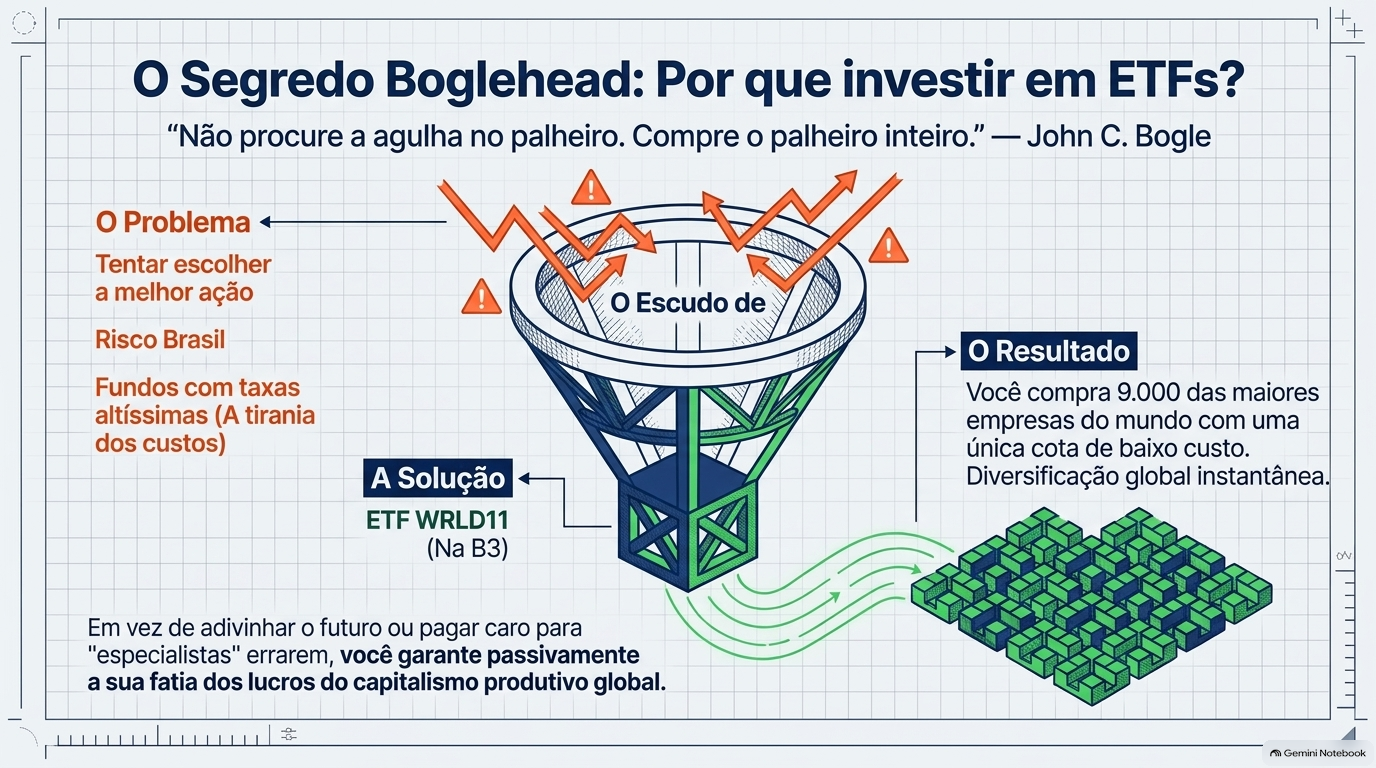 O Segredo Boglehead: Por que investir em ETFs?
“Não procure a agulha no palheiro. Compre o palheiro inteiro.” — John C. Bogle
O Problema
Tentar escolher
a melhor ação
Risco Brasil
Fundos com taxas
altíssimas (A tirania
dos custos)
O Escudo de
A Solução
ETF WRLD11
(Na B3)
O Resultado
Você compra 9.000 das maiores
empresas do mundo com uma
única cota de baixo custo.
Diversificação global instantânea.
Em vez de adivinhar o futuro ou pagar caro para
"especialistas" errarem, você garante passivamente
a sua fatia dos lucros do capitalismo produtivo global.
Gemini Notebook